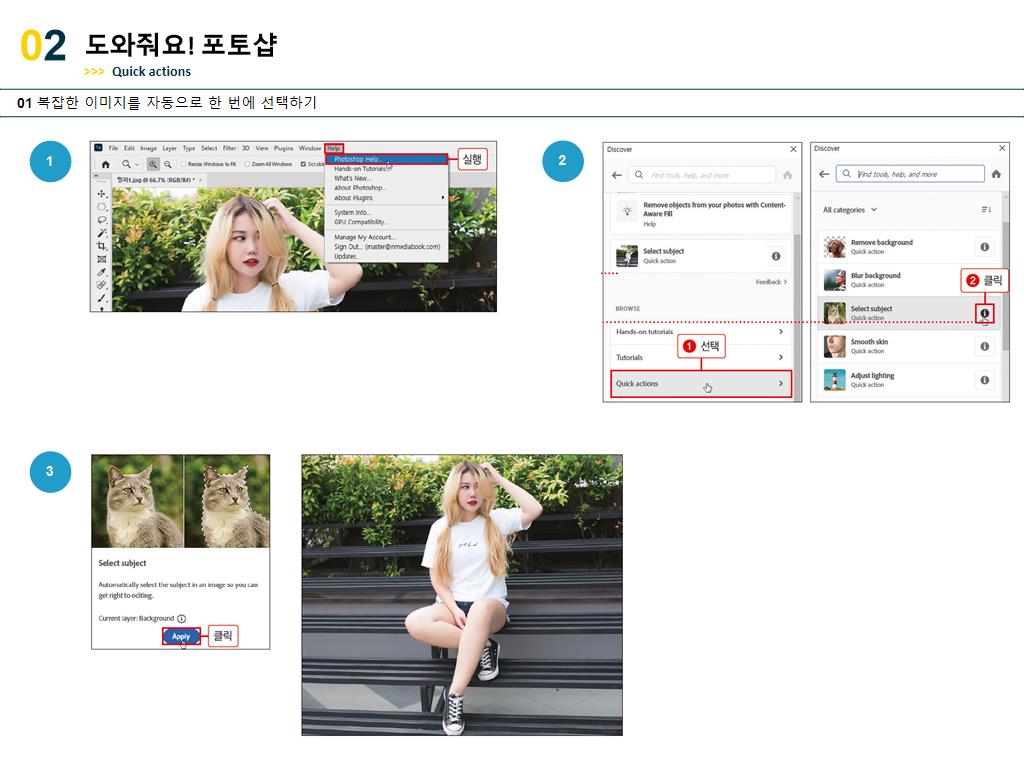 02 도와줘요! 포토샵
>>> Quick actions
01 복잡한 이미지를 자동으로 한 번에 선택하기
1
File Edit Image Layer Type Select Filter 3D View Plugins Window Help
Resize Windows to Fit Zoom All Windows
@ 66.7% (RGB/8#) * ×
Photoshop Help...
Hands-on Tutorials...
What's New...
About Photoshop...
About Plugins
System Info...
GPU Compatibility...
Manage My Account...
Sign Out... (master@nmediabook.com)
Updates...
실행
2
Discover
Find tools, help, and more
Remove objects from your photos with Content-
Aware Fill
Help
Select subject
Quick action
Feedback
BROWSE
Hands-on tutorials
1 선택
Tutorials
Quick actions
Discover
Find tools, help, and more
All categories
Remove background
Quick action
Blur background
Quick action
2 클릭
Select subject
Quick action
Smooth skin
Quick action
Adjust lighting
Quick action
3
Select subject
Automatically select the subject in an image so you can
get right to editing.
Current layer: Background
Apply
클릭